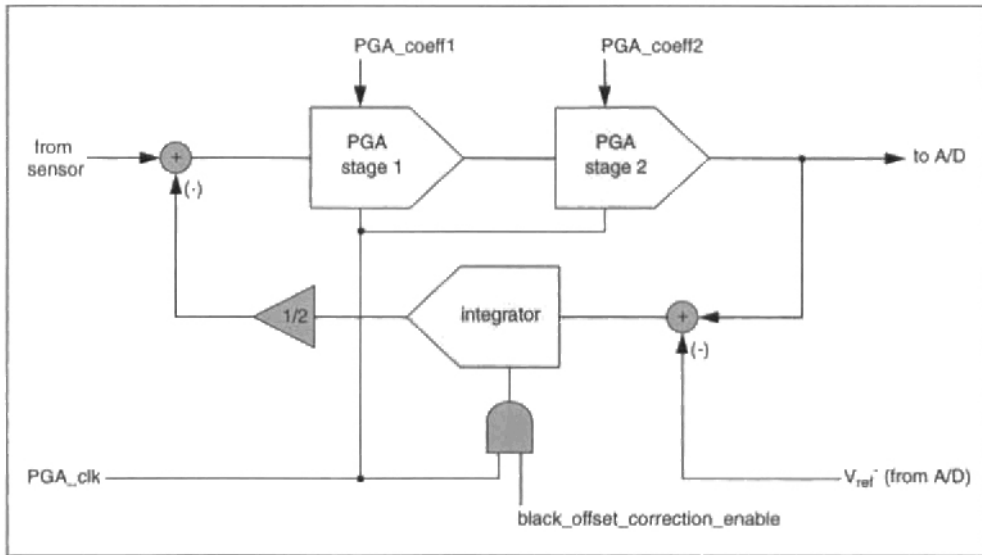 PGA_coeff1
PGA_coeff2
from
sensor
+
(-)
PGA
stage 1
PGA
stage 2
to A/D
1/2
integrator
+
(-)
PGA_clk
Vref- (from A/D)
black_offset_correction_enable